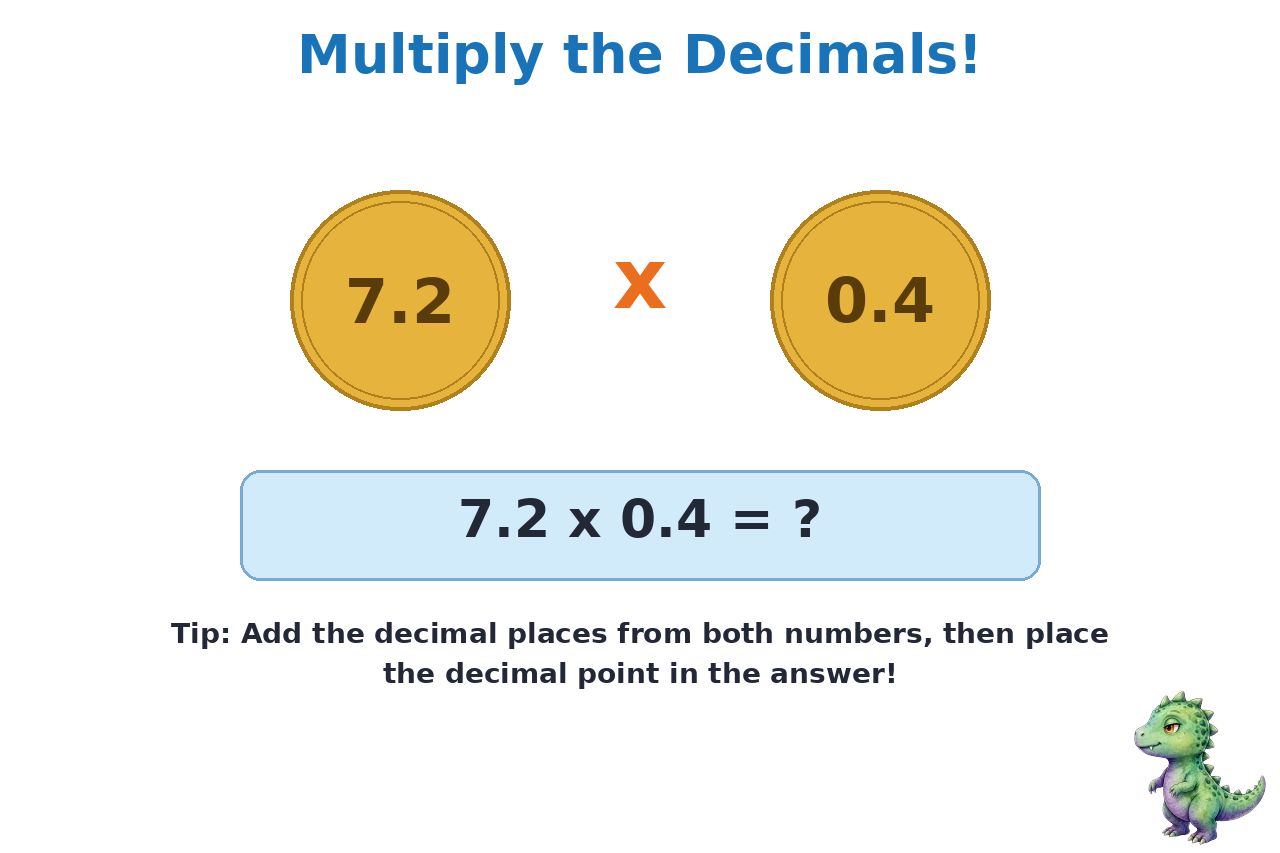 Multiply the Decimals!
7.2 x 0.4
7.2 x 0.4 = ?
Tip: Add the decimal places from both numbers, then place
the decimal point in the answer!